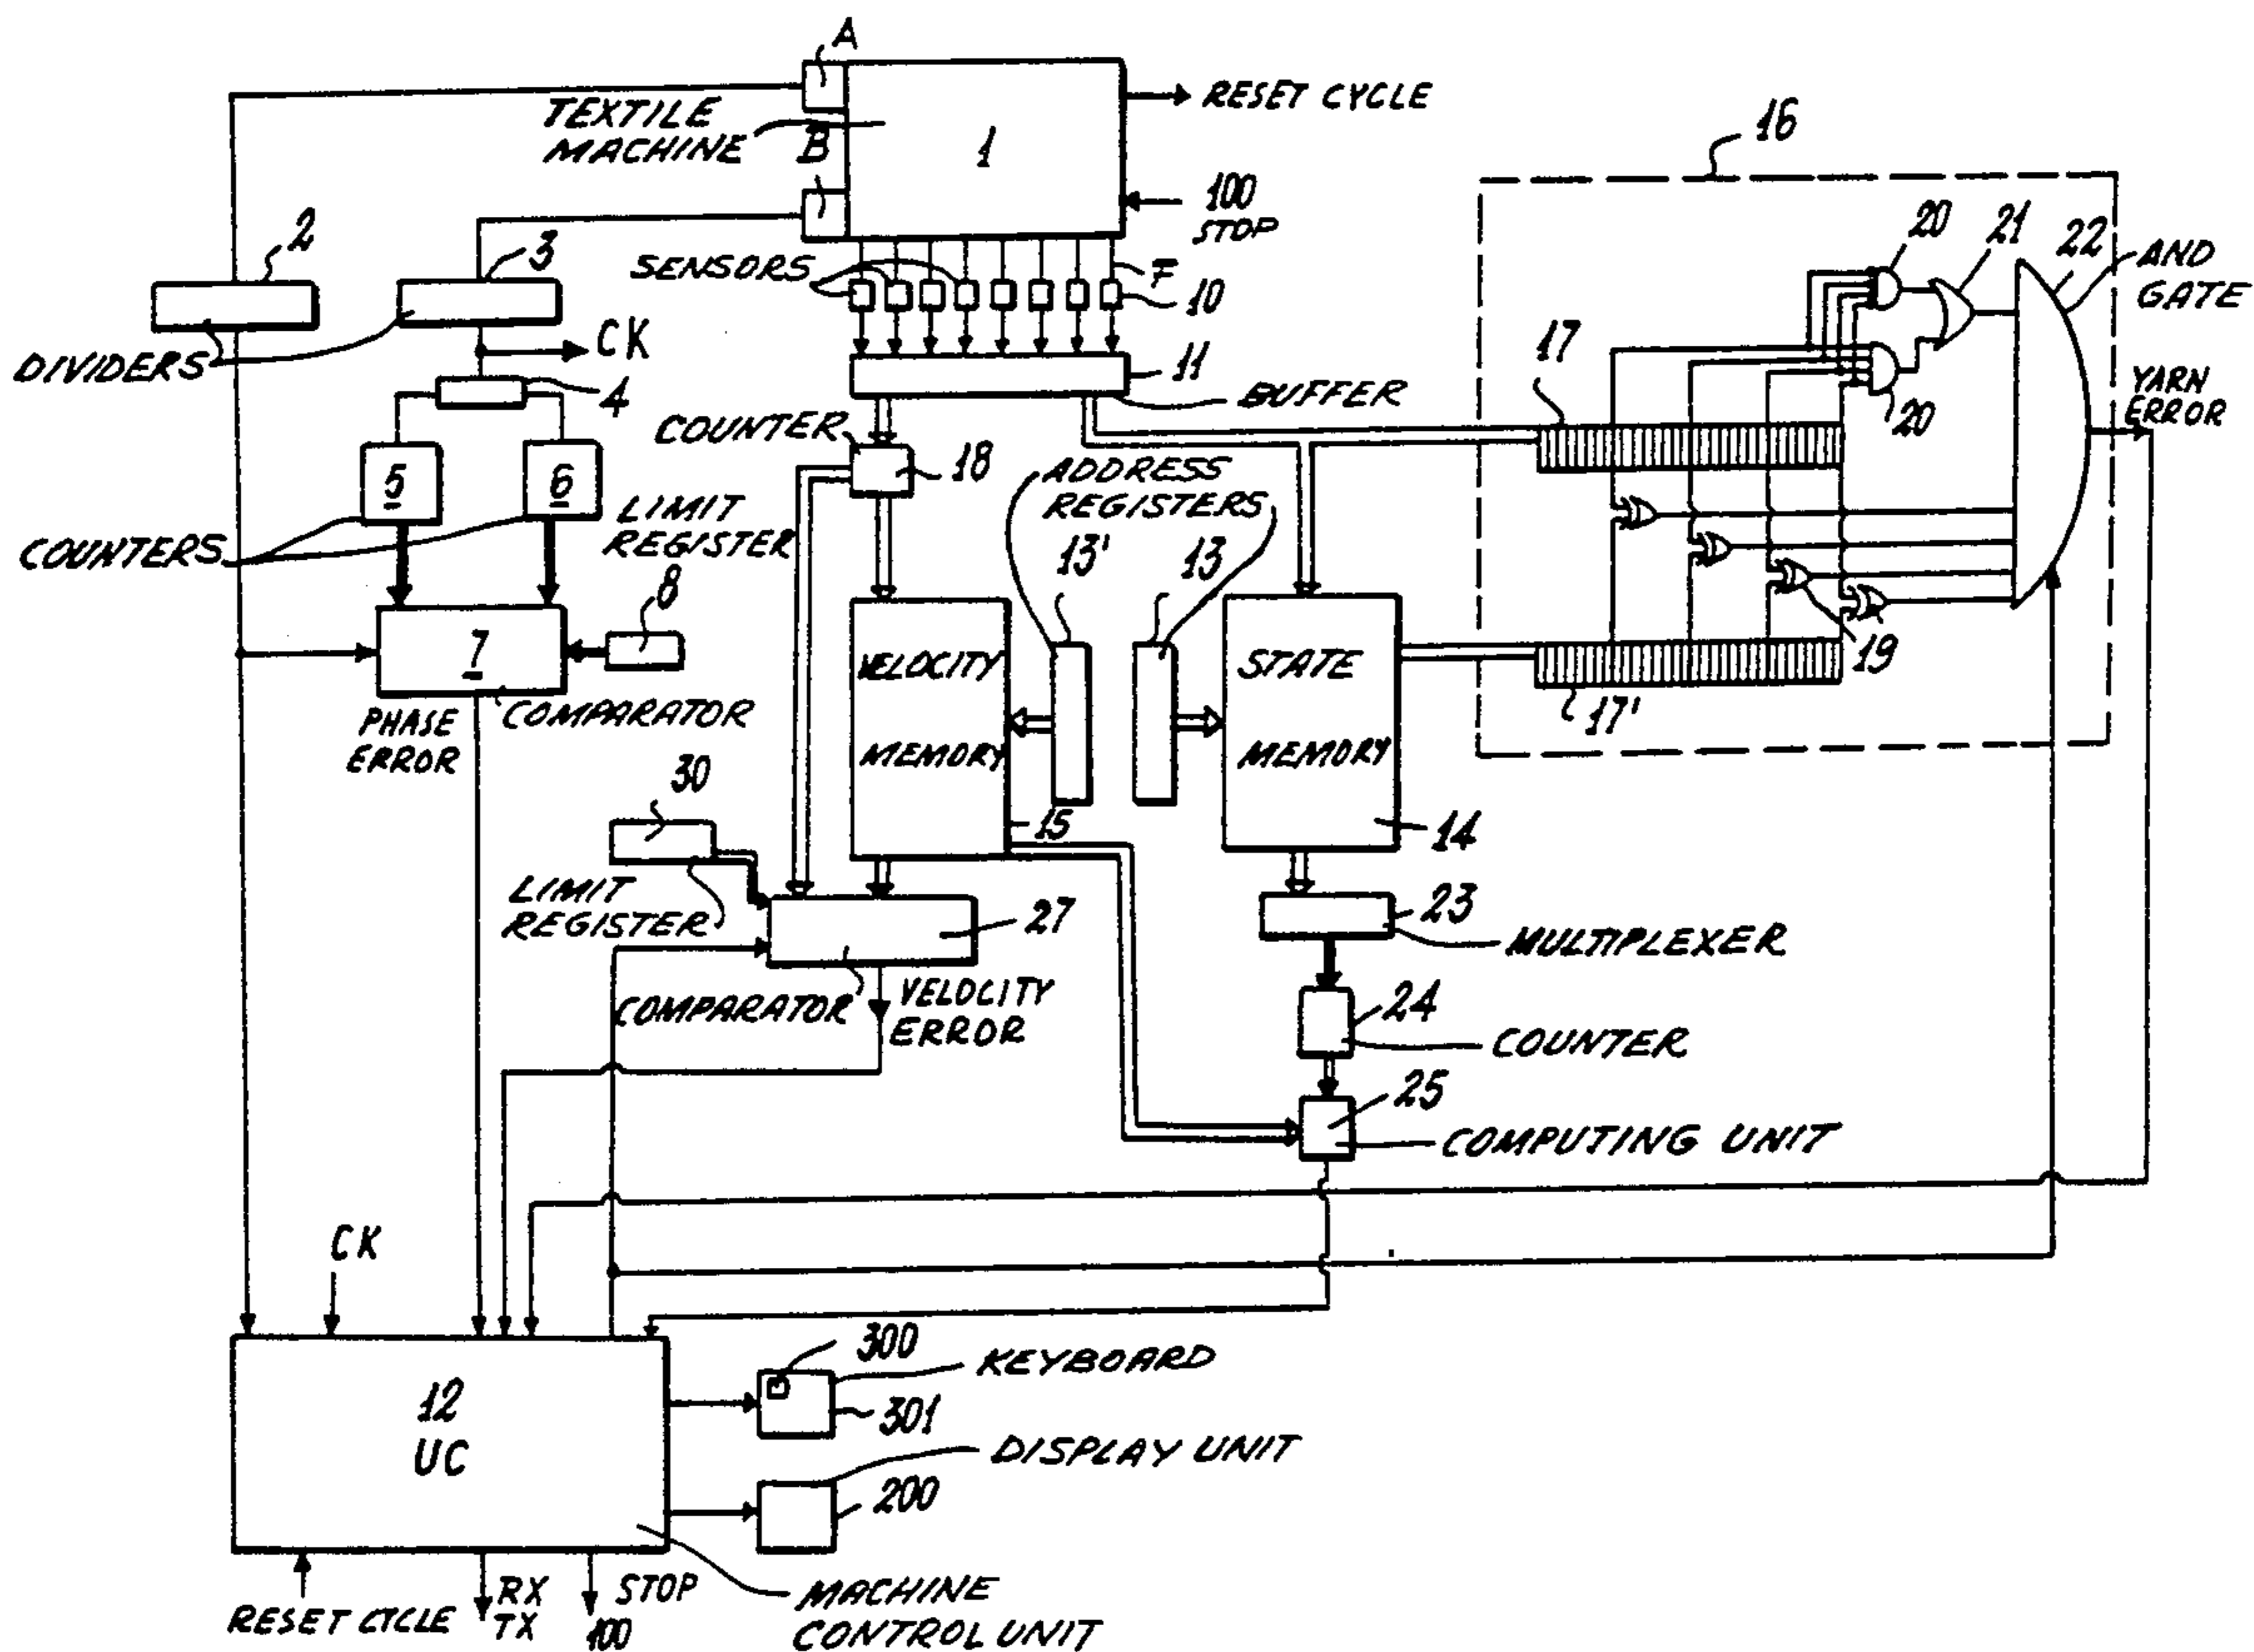 A
TEXTILE
MACHINE
1
RESET CYCLE
B
100
STOP
16
2
3
SENSORS
F
10
20
21
22
AND
GATE
DIVIDERS
CK
4
11
BUFFER
17
20
YARN
ERROR
COUNTER
18
ADDRESS
REGISTERS
5
6
LIMIT
REGISTER
COUNTERS
13'
13
8
7
COMPARATOR
PHASE
ERROR
VELOCITY
MEMORY
15
STATE
MEMORY
14
19
17'
30
LIMIT
REGISTER
27
23
MULTIPLEXER
COMPARATOR
VELOCITY
ERROR
24
COUNTER
25
COMPUTING UNIT
CK
12
UC
300
KEYBOARD
301
DISPLAY UNIT
200
RESET CYCLE
RX
TX
STOP
100
MACHINE
CONTROL UNIT